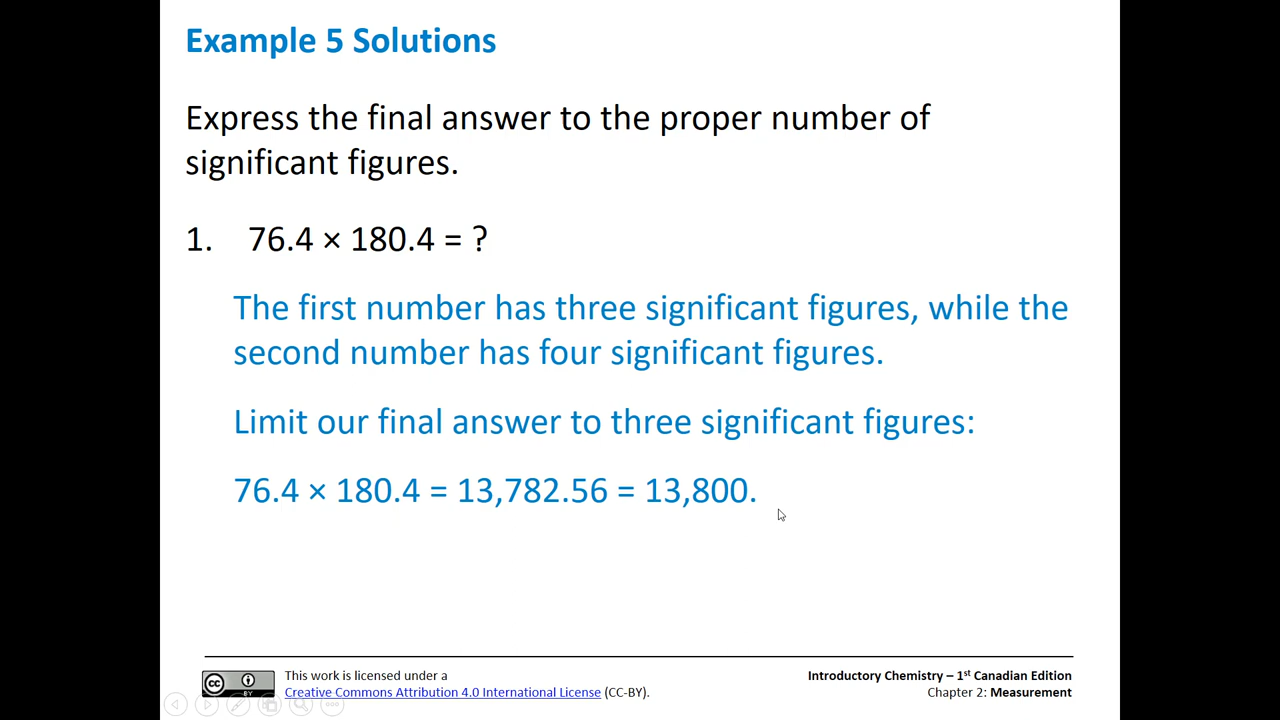 Example 5 Solutions
Express the final answer to the proper number of
significant figures.
1. 76.4 × 180.4 = ?
The first number has three significant figures, while the
second number has four significant figures.
Limit our final answer to three significant figures:
76.4 × 180.4 = 13,782.56 = 13,800.
cc BY
This work is licensed under a
Creative Commons Attribution 4.0 International License (CC-BY).
Introductory Chemistry – 1st Canadian Edition
Chapter 2: Measurement